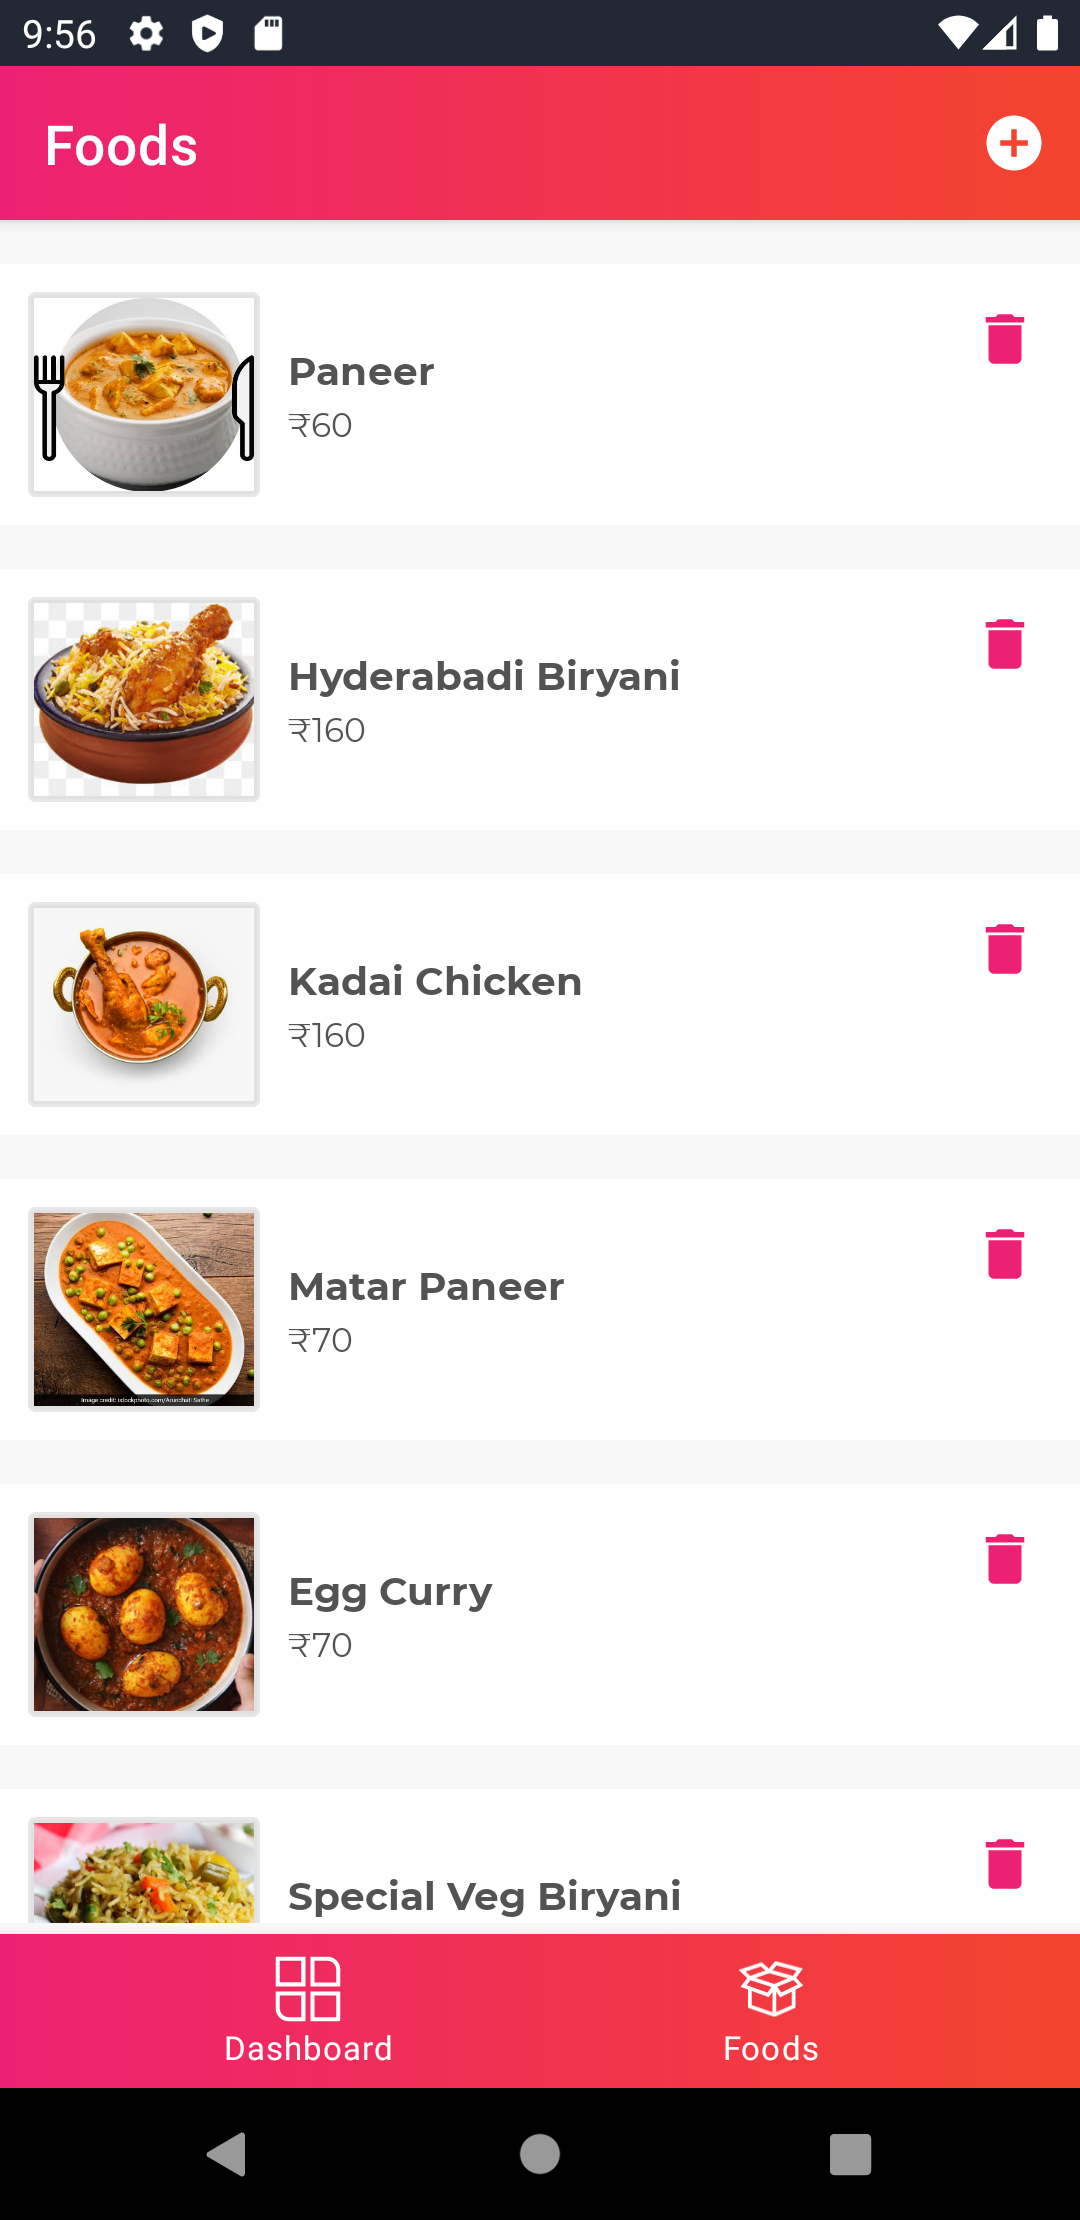 9:56
Foods
Paneer
₹60
Hyderabadi Biryani
₹160
Kadai Chicken
₹160
Matar Paneer
₹70
Image credit: istockphoto.com/Arundhati Sathe
Egg Curry
₹70
Special Veg Biryani
Dashboard
Foods